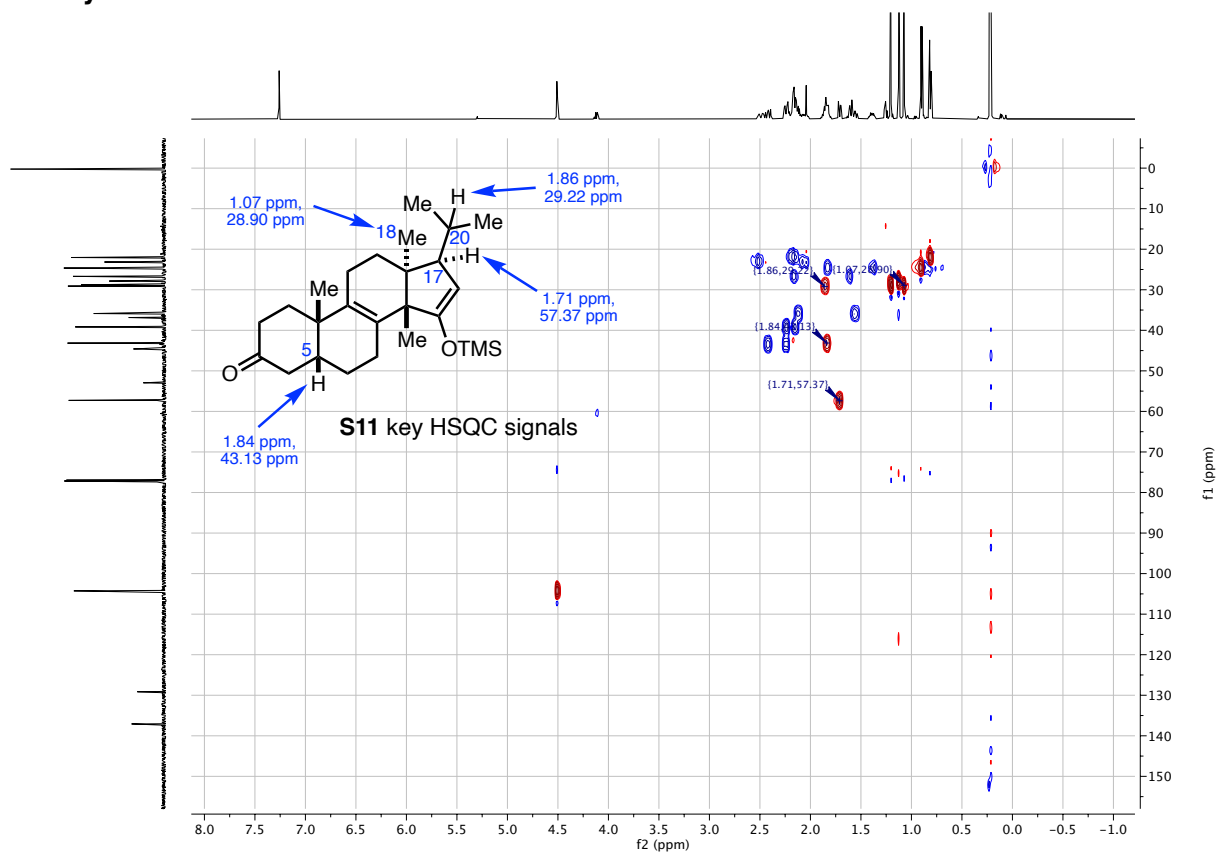 y
1.86 ppm,
29.22 ppm
1.07 ppm,
28.90 ppm
H
Me
Me
18
Me
20
H
17
Me
1.71 ppm,
57.37 ppm
Me
OTMS
5
O
H
S11 key HSQC signals
1.84 ppm,
43.13 ppm
{1.86,29.22}
{1.71,57.37}
0
10
20
30
40
50
60
70
80
90
100
110
120
130
140
150
f1 (ppm)
8.0 7.5 7.0 6.5 6.0 5.5 5.0 4.5 4.0 3.5 3.0 2.5 2.0 1.5 1.0 0.5 0.0 −0.5 −1.0
f2 (ppm)